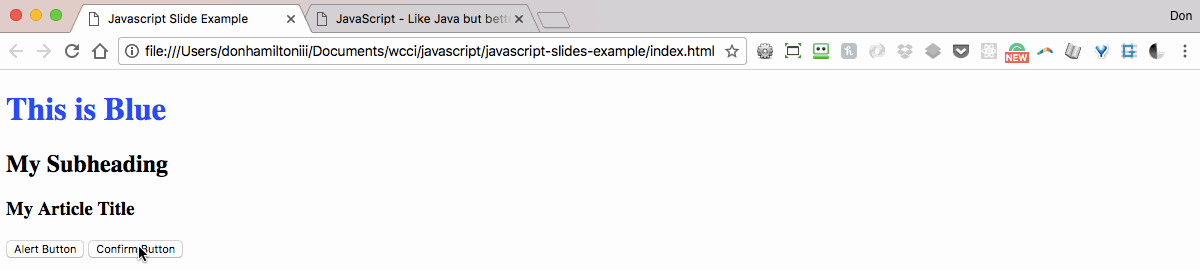 Javascript Slide Example
JavaScript - Like Java but bett
Don
file:///Users/donhamiltoniii/Documents/wcci/javascript/javascript-slides-example/index.html
NEW
This is Blue
My Subheading
My Article Title
Alert Button
Confirm Button